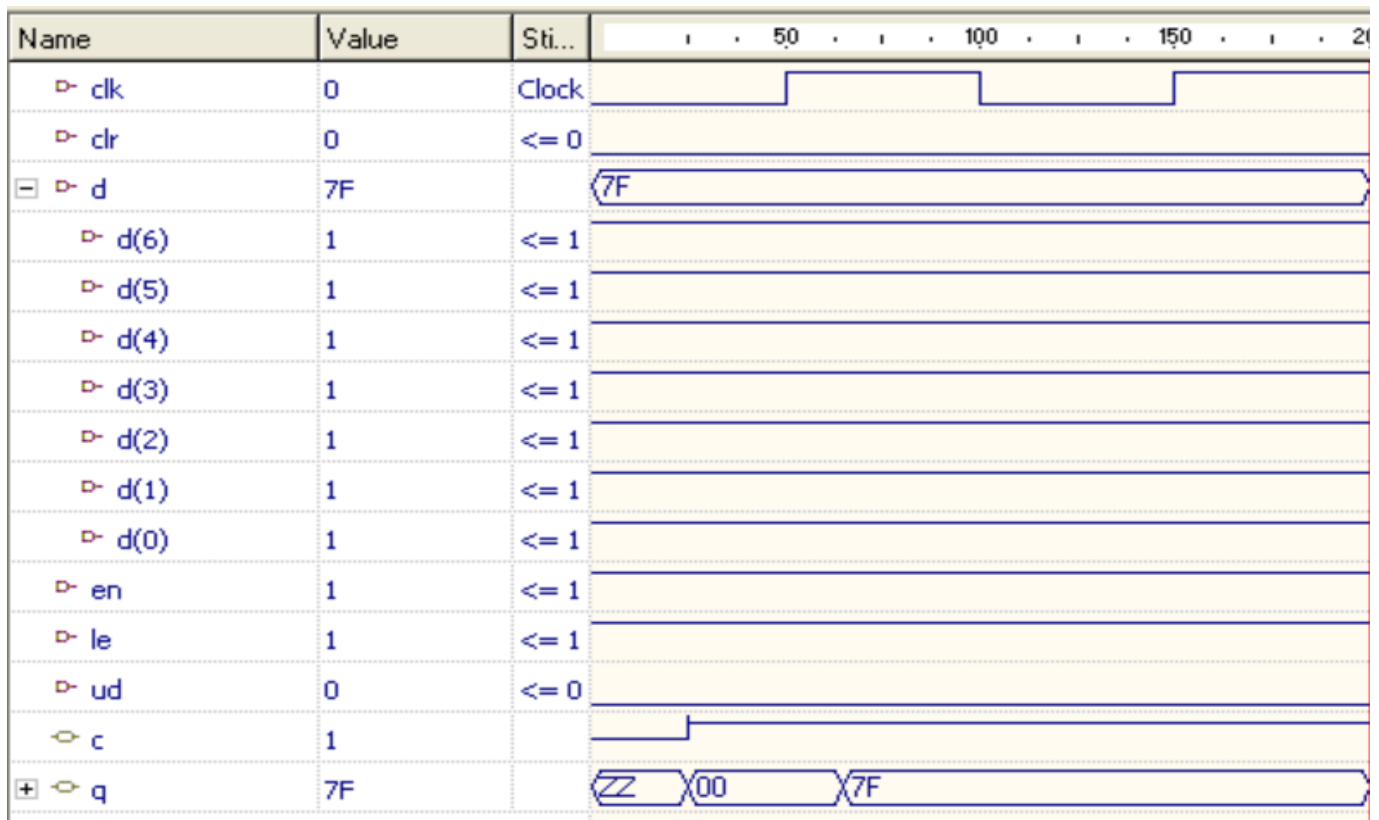 Name Value Sti... 50 100 150 20
clk 0 Clock
clr 0 <= 0
d 7F 7F
d(6) 1 <= 1
d(5) 1 <= 1
d(4) 1 <= 1
d(3) 1 <= 1
d(2) 1 <= 1
d(1) 1 <= 1
d(0) 1 <= 1
en 1 <= 1
le 1 <= 1
ud 0 <= 0
c 1
q 7F ZZ 00 7F